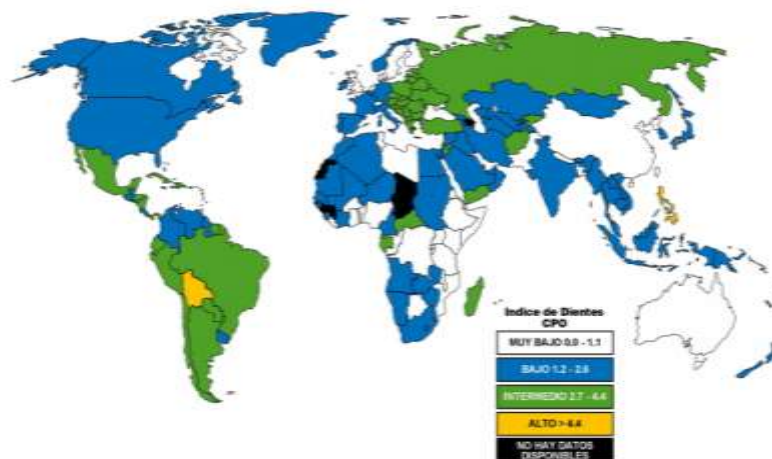 Indice de Dientes
CPO
MUY BAJO 0.0 - 1.1
BAJO 1.2 - 2.6
INTERMEDIO 2.7 - 4.4
ALTO > 4.4
NO HAY DATOS
DISPONIBLES